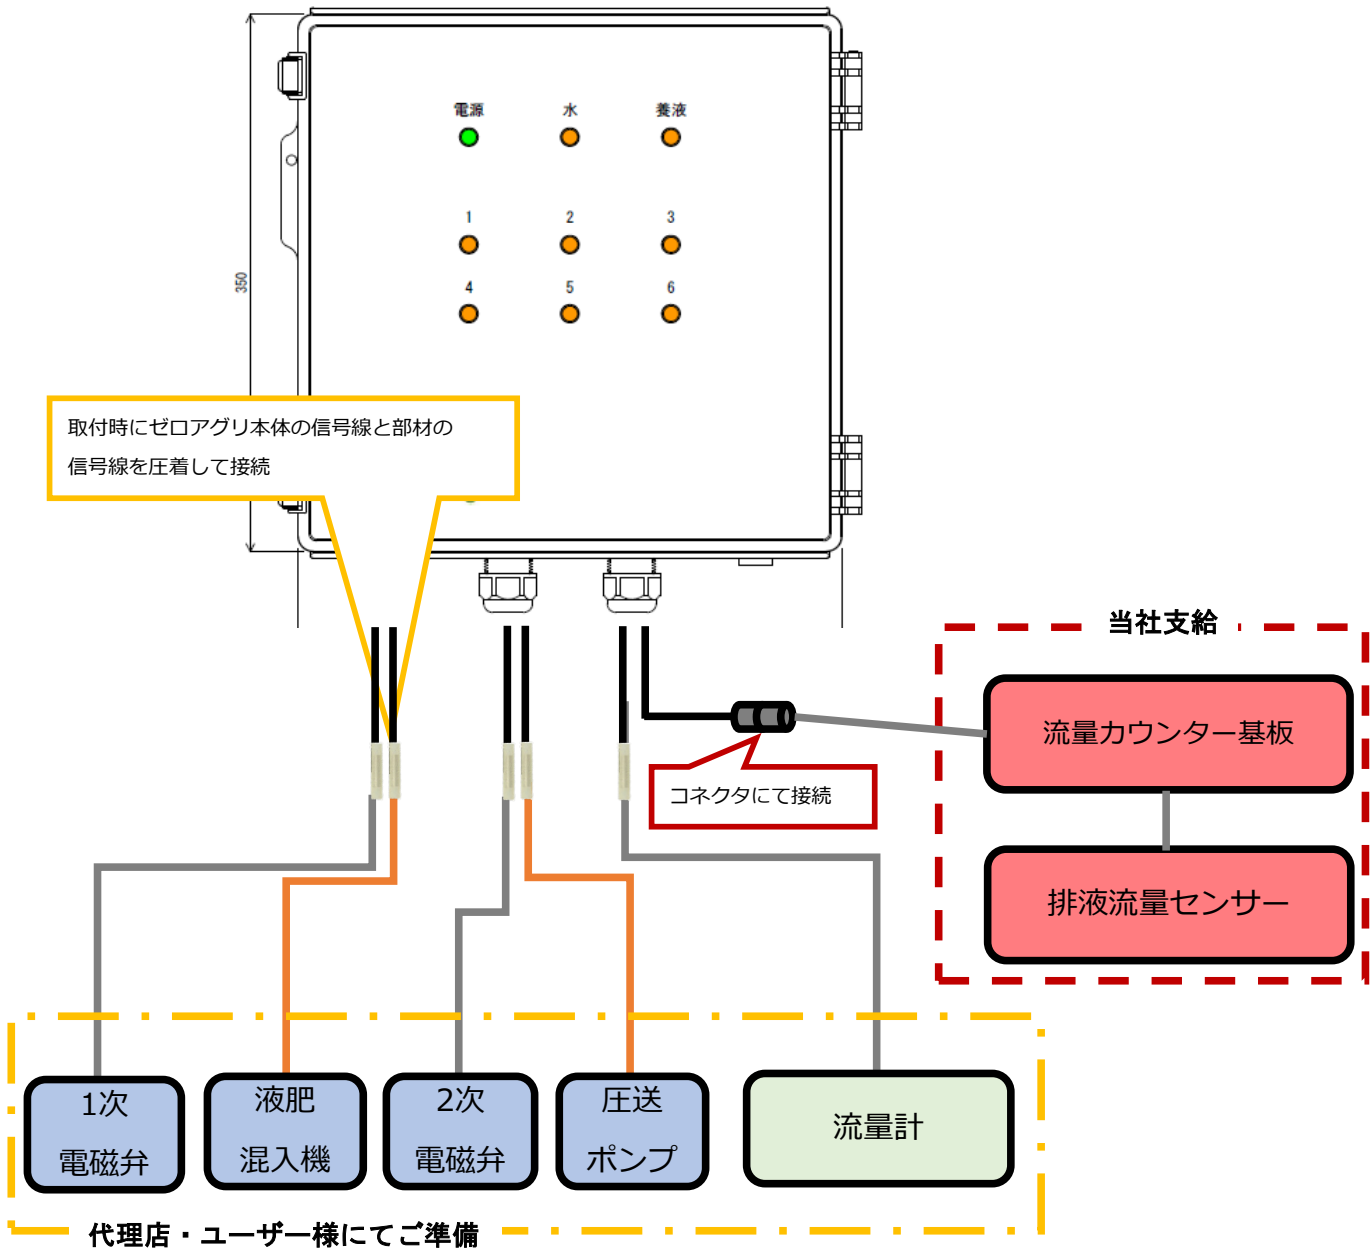 電源 水 養液
1 2 3
4 5 6
350
取付時にゼロアグリ本体の信号線と部材の
信号線を圧着して接続
当社支給
流量カウンター基板
コネクタにて接続
排液流量センサー
1次
電磁弁
液肥
混入機
2次
電磁弁
圧送
ポンプ
流量計
代理店・ユーザー様にてご準備